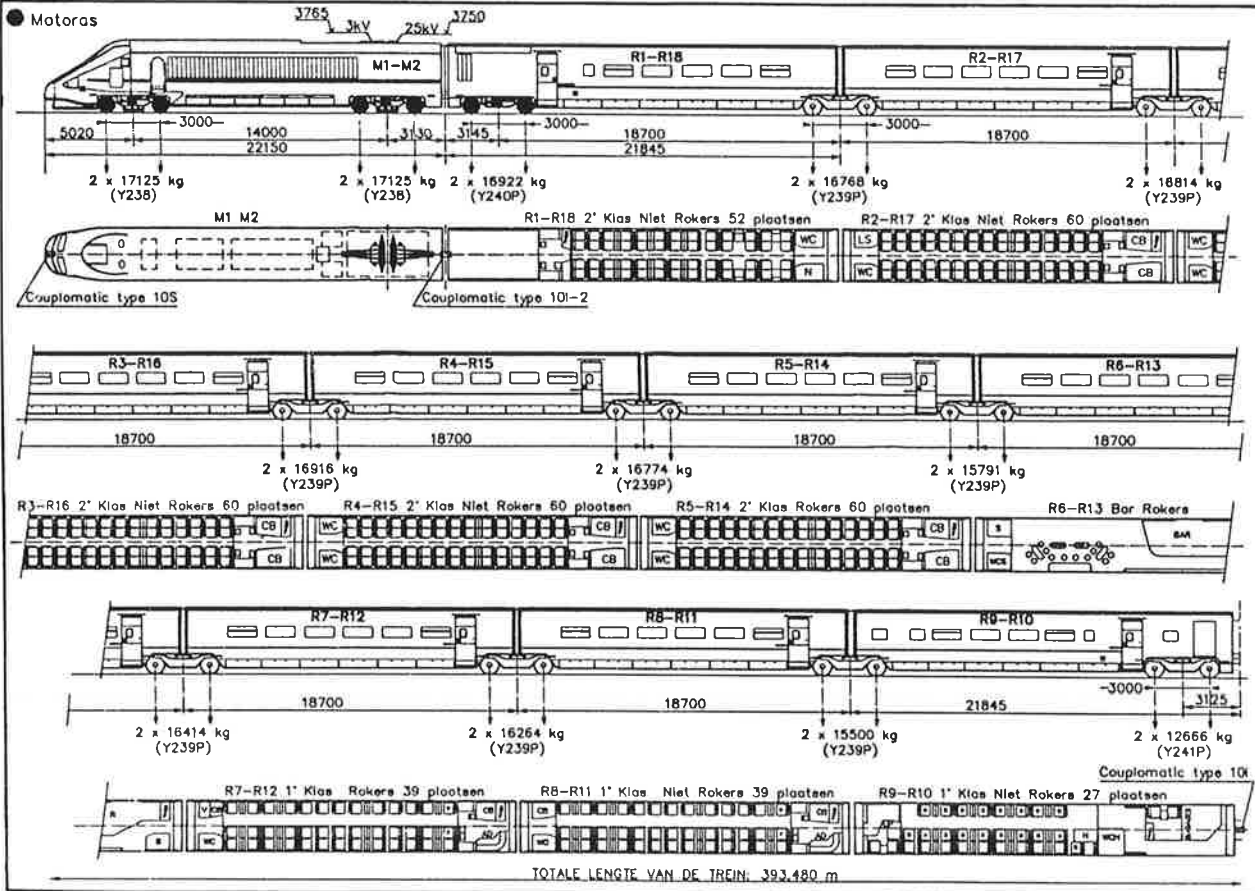 ● Motoras
3765 3kV 25kV 3750
M1-M2 R1-R18 R2-R17
3000 3000 3000
5020 14000 3130 3145 18700 18700
22150 21845
2 x 17125 kg 2 x 17125 kg 2 x 16922 kg 2 x 16768 kg 2 x 16814 kg
(Y238) (Y238) (Y240P) (Y239P) (Y239P)
M1 M2 R1-R18 2° Klas Niet Rokers 52 plaatsen R2-R17 2° Klas Niet Rokers 60 plaatsen
WC LS CB WC
N WC CB WC
Couplomatic type 10S Couplomatic type 10I-2
R3-R16 R4-R15 R5-R14 R6-R13
18700 18700 18700 18700
2 x 16916 kg 2 x 16774 kg 2 x 15791 kg
(Y239P) (Y239P) (Y239P)
R3-R16 2° Klas Niet Rokers 60 plaatsen R4-R15 2° Klas Niet Rokers 60 plaatsen R5-R14 2° Klas Rokers 60 plaatsen R6-R13 Bar Rokers
CB WC CB WC CB S BAR
CB WC CB WC CB
R7-R12 R8-R11 R9-R10
3000
18700 18700 21845 3125
2 x 16414 kg 2 x 16264 kg 2 x 15500 kg 2 x 12666 kg
(Y239P) (Y239P) (Y239P) (Y241P)
Couplomatic type 10I
R7-R12 1° Klas Rokers 39 plaatsen R8-R11 1° Klas Niet Rokers 39 plaatsen R9-R10 1° Klas Niet Rokers 27 plaatsen
V CB CB CB
WC AD AD H WCH
TOTALE LENGTE VAN DE TREIN: 393.480 m